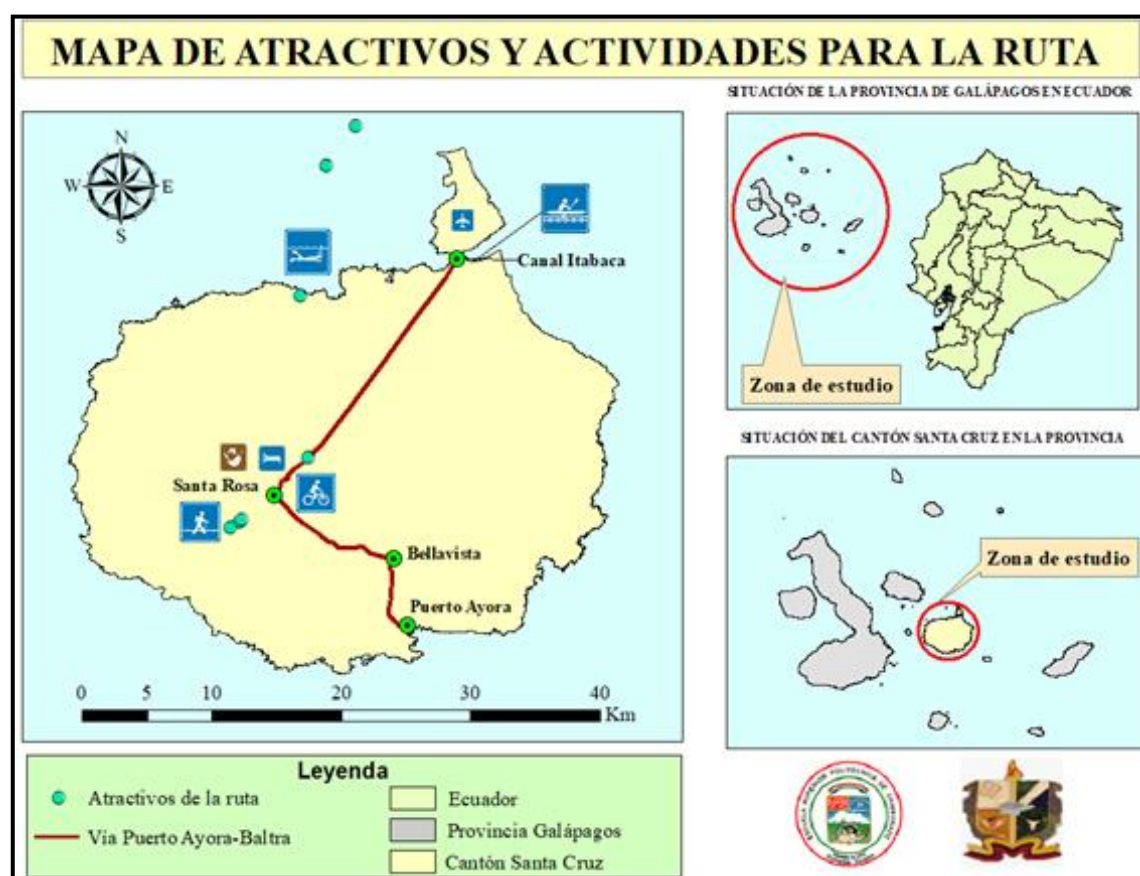 MAPA DE ATRACTIVOS Y ACTIVIDADES PARA LA RUTA
SITUACIÓN DE LA PROVINCIA DE GALÁPAGOS EN ECUADOR
N
W E
S
Canal Itabaca
Santa Rosa
Bellavista
Puerto Ayora
0 5 10 20 30 40
Km
Zona de estudio
SITUACIÓN DEL CANTÓN SANTA CRUZ EN LA PROVINCIA
Zona de estudio
Leyenda
Atractivos de la ruta
Vía Puerto Ayora-Baltra
Ecuador
Provincia Galápagos
Cantón Santa Cruz